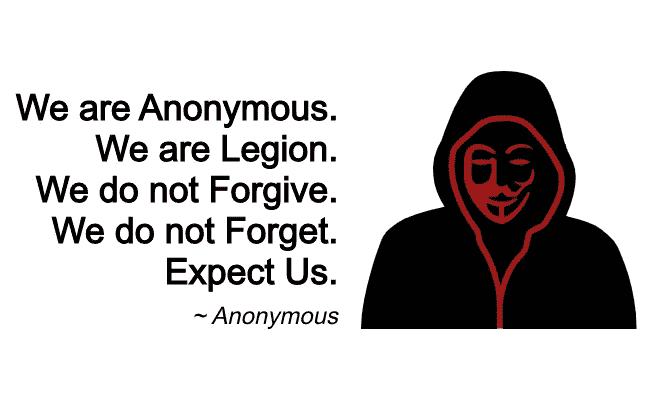 We are Anonymous.
We are Legion.
We do not Forgive.
We do not Forget.
Expect Us.
~ Anonymous